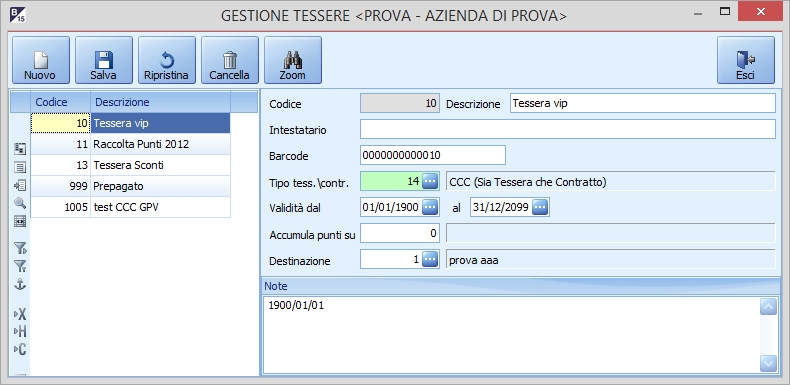 B 15 GESTIONE TESSERE <PROVA - AZIENDA DI PROVA>
Nuovo Salva Ripristina Cancella Zoom Esci
Codice Descrizione
10 Tessera vip
11 Raccolta Punti 2012
13 Tessera Sconti
999 Prepagato
1005 test CCC GPV
X
H
C
Codice 10 Descrizione Tessera vip
Intestatario
Barcode 0000000000010
Tipo tess.\contr. 14 ... CCC (Sia Tessera che Contratto)
Validità dal 01/01/1900 ... al 31/12/2099 ...
Accumula punti su 0
Destinazione 1 ... prova aaa
Note
1900/01/01